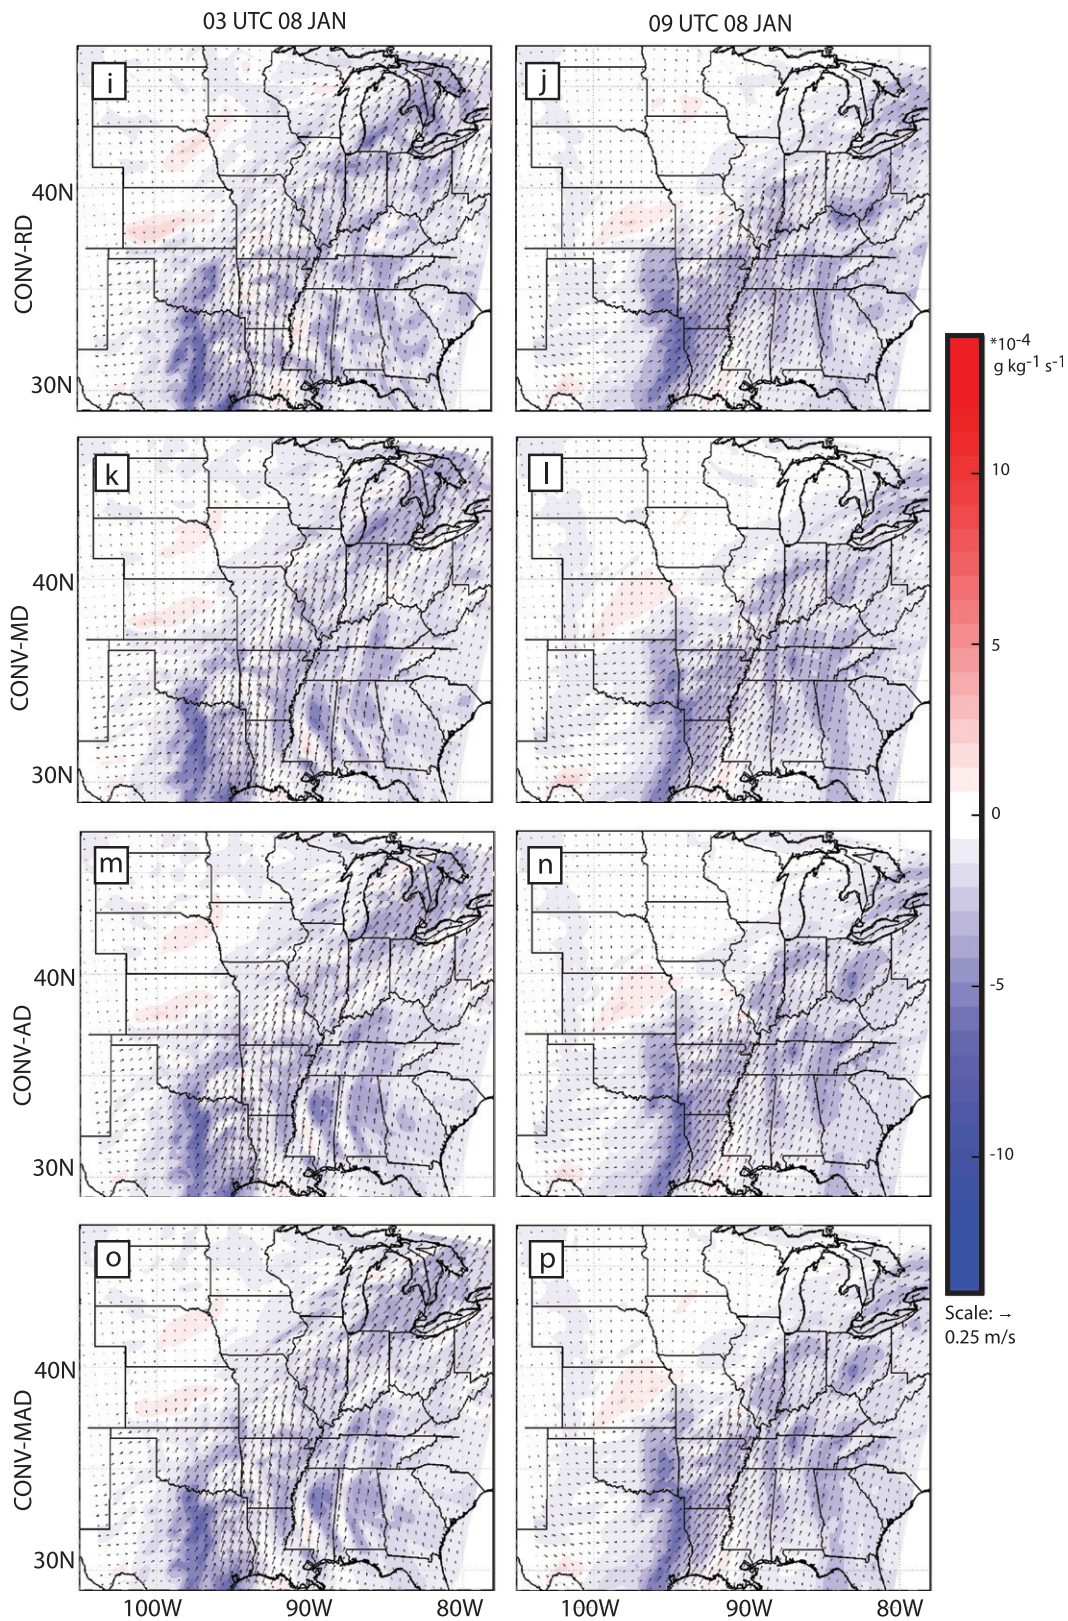 03 UTC 08 JAN 09 UTC 08 JAN
CONV-RD
i
j
40N
30N
CONV-MD
k
l
40N
30N
CONV-AD
m
n
40N
30N
CONV-MAD
o
p
40N
30N
100W 90W 80W 100W 90W 80W
*10-4
g kg-1 s-1
10
5
0
-5
-10
Scale: →
0.25 m/s